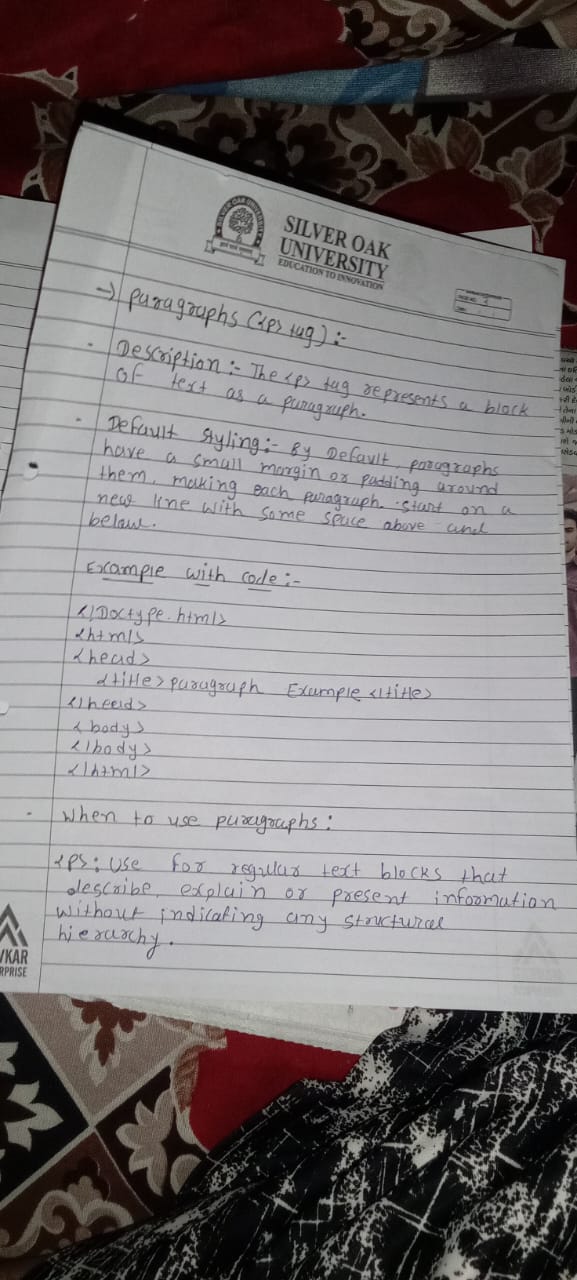 SILVER OAK
UNIVERSITY
EDUCATION TO INNOVATION
→ paragraphs (<p> tag) :-
• Description :- The <p> tag represents a block
of text as a paragraph.
• Default styling :- By Default, paragraphs
have a small margin or padding around
them, making each paragraph start on a
new line with some space above and
below.
Example with code :-
<!Doctype.html>
<html>
<head>
<title> paragraph Example </title>
</head>
<body>
</body>
</html>
• When to use paragraphs :
<p> : Use for regular text blocks that
describe, explain or present information
without indicating any structural
hierarchy.
VKAR
RPRISE